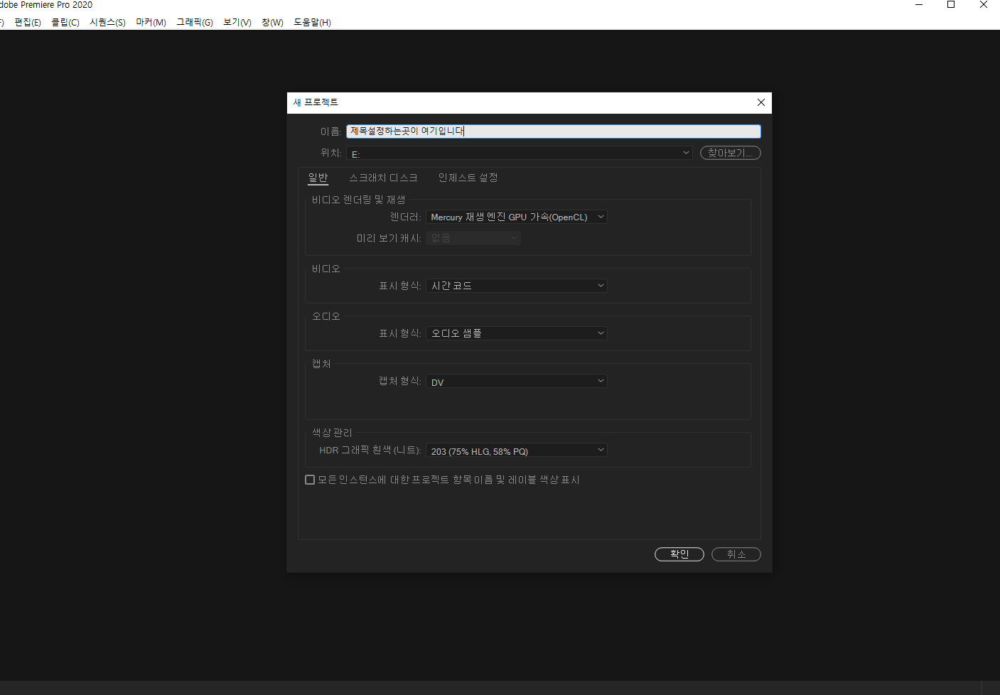 dobe Premiere Pro 2020
F) 편집(E) 클립(C) 시퀀스(S) 마커(M) 그래픽(G) 보기(V) 창(W) 도움말(H)
새 프로젝트
이름: 제목설정하는곳이 여기입니다
위치: E: 찾아보기...
일반 스크래치 디스크 인제스트 설정
비디오 렌더링 및 재생
렌더러: Mercury 재생 엔진 GPU 가속(OpenCL)
미리 보기 캐시: 없음
비디오
표시 형식: 시간 코드
오디오
표시 형식: 오디오 샘플
캡처
캡처 형식: DV
색상 관리
HDR 그래픽 흰색 (니트): 203 (75% HLG, 58% PQ)
모든 인스턴스에 대한 프로젝트 항목 이름 및 레이블 색상 표시
확인 취소